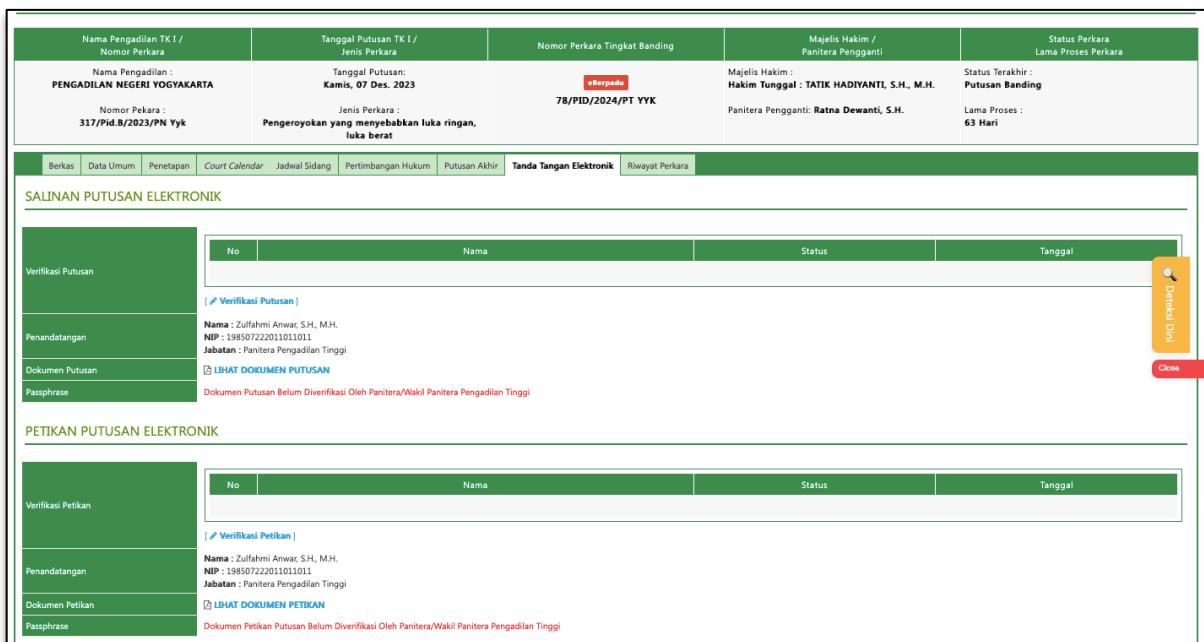 Nama Pengadilan TK I /
Nomor Perkara
Tanggal Putusan TK I /
Jenis Perkara
Nomor Perkara Tingkat Banding
Majelis Hakim /
Panitera Pengganti
Status Perkara
Lama Proses Perkara
Nama Pengadilan :
PENGADILAN NEGERI YOGYAKARTA
Nomor Pekara :
317/Pid.B/2023/PN Yyk
Tanggal Putusan:
Kamis, 07 Des. 2023
Jenis Perkara :
Pengeroyokan yang menyebabkan luka ringan,
luka berat
eBerpadu
78/PID/2024/PT YYK
Majelis Hakim :
Hakim Tunggal : TATIK HADIYANTI, S.H., M.H.
Panitera Pengganti: Ratna Dewanti, S.H.
Status Terakhir :
Putusan Banding
Lama Proses :
63 Hari
Berkas Data Umum Penetapan Court Calendar Jadwal Sidang Pertimbangan Hukum Putusan Akhir Tanda Tangan Elektronik Riwayat Perkara
SALINAN PUTUSAN ELEKTRONIK
Verifikasi Putusan
No Nama Status Tanggal
[ Verifikasi Putusan ]
Penandatangan
Nama : Zulfahmi Anwar, S.H., M.H.
NIP : 198507222011011011
Jabatan : Panitera Pengadilan Tinggi
Dokumen Putusan LIHAT DOKUMEN PUTUSAN
Passphrase Dokumen Putusan Belum Diverifikasi Oleh Panitera/Wakil Panitera Pengadilan Tinggi
Deteksi Dini
Close
PETIKAN PUTUSAN ELEKTRONIK
Verifikasi Petikan
No Nama Status Tanggal
[ Verifikasi Petikan ]
Penandatangan
Nama : Zulfahmi Anwar, S.H., M.H.
NIP : 198507222011011011
Jabatan : Panitera Pengadilan Tinggi
Dokumen Petikan LIHAT DOKUMEN PETIKAN
Passphrase Dokumen Petikan Putusan Belum Diverifikasi Oleh Panitera/Wakil Panitera Pengadilan Tinggi